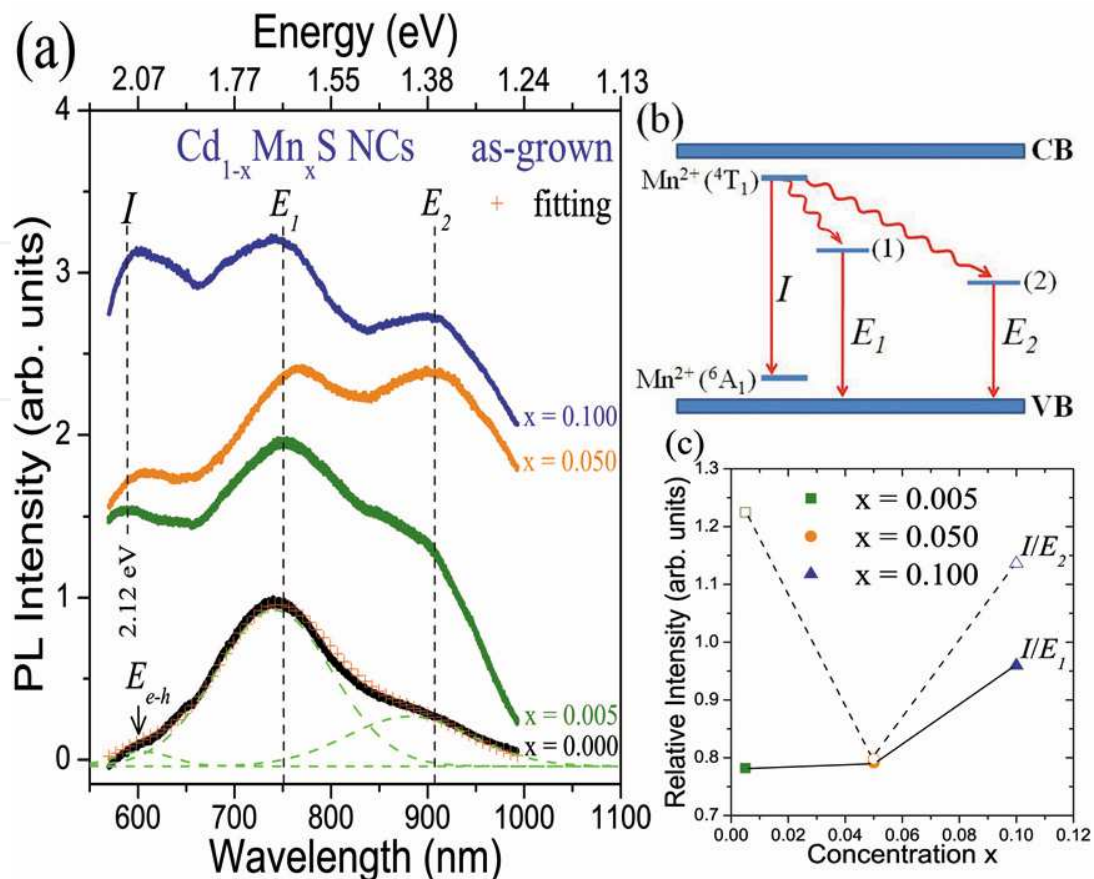 (a)
Energy (eV)
2.07 1.77 1.55 1.38 1.24 1.13
Cd₁₋ₓMnₓS NCs as-grown
+ fitting
I E₁ E₂
PL Intensity (arb. units)
4
3
2
1
0
x = 0.100
x = 0.050
x = 0.005
x = 0.000
2.12 eV
Eₑ₋ₕ
600 700 800 900 1000 1100
Wavelength (nm)
(b)
CB
Mn²⁺ (⁴T₁)
(1)
(2)
I
E₁
E₂
Mn²⁺ (⁶A₁)
VB
(c)
Relative Intensity (arb. units)
1.3
1.2
1.1
1.0
0.9
0.8
0.7
x = 0.005
x = 0.050
x = 0.100
I/E₂
I/E₁
0.00 0.02 0.04 0.06 0.08 0.10 0.12
Concentration x